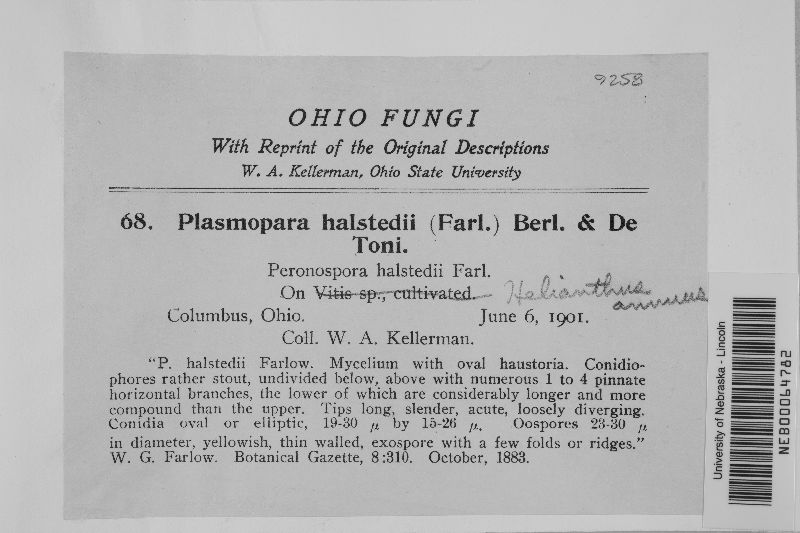 9258
OHIO FUNGI
With Reprint of the Original Descriptions
W. A. Kellerman, Ohio State University
68. Plasmopara halstedii (Farl.) Berl. & De
Toni.
Peronospora halstedii Farl.
On Vitis sp., cultivated. Helianthus
annuus
Columbus, Ohio. June 6, 1901.
Coll. W. A. Kellerman.
"P. halstedii Farlow. Mycelium with oval haustoria. Conidio-
phores rather stout, undivided below, above with numerous 1 to 4 pinnate
horizontal branches, the lower of which are considerably longer and more
compound than the upper. Tips long, slender, acute, loosely diverging.
Conidia oval or elliptic, 19-30 µ by 15-26 µ. Oospores 23-30 µ
in diameter, yellowish, thin walled, exospore with a few folds or ridges."
W. G. Farlow. Botanical Gazette, 8:310. October, 1883.
University of Nebraska - Lincoln
NEB00064782